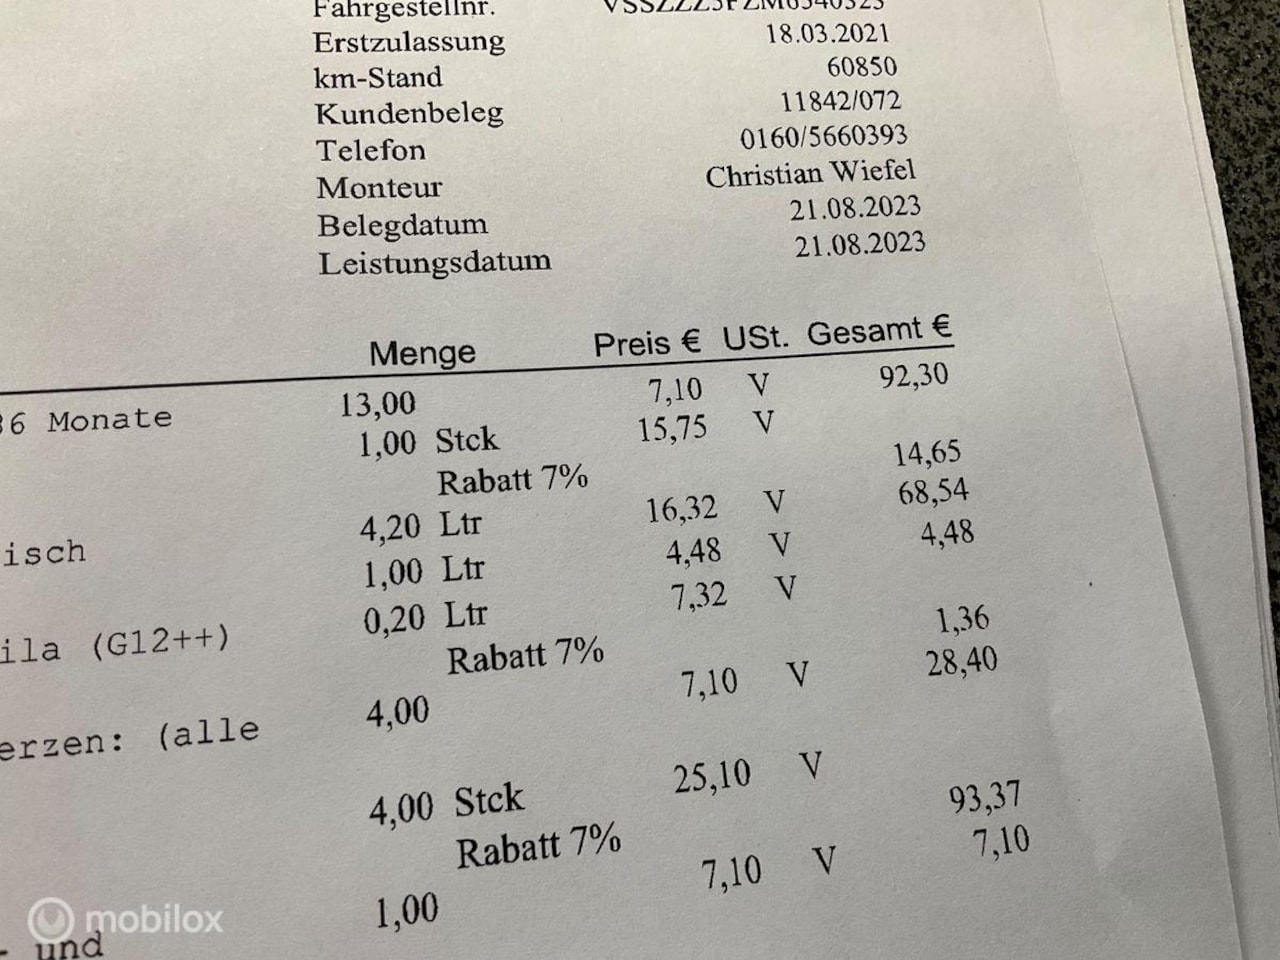 Fahrgestellnr.
Erstzulassung 18.03.2021
km-Stand 60850
Kundenbeleg 11842/072
Telefon 0160/5660393
Monteur Christian Wiefel
Belegdatum 21.08.2023
Leistungsdatum 21.08.2023
Menge Preis € USt. Gesamt €
36 Monate 13,00 7,10 V 92,30
1,00 Stck 15,75 V
Rabatt 7% 14,65
4,20 Ltr 16,32 V 68,54
isch 1,00 Ltr 4,48 V 4,48
0,20 Ltr 7,32 V
ila (G12++) Rabatt 7% 1,36
4,00 7,10 V 28,40
erzen: (alle
4,00 Stck 25,10 V
Rabatt 7% 93,37
1,00 7,10 V 7,10
- und
mobilox